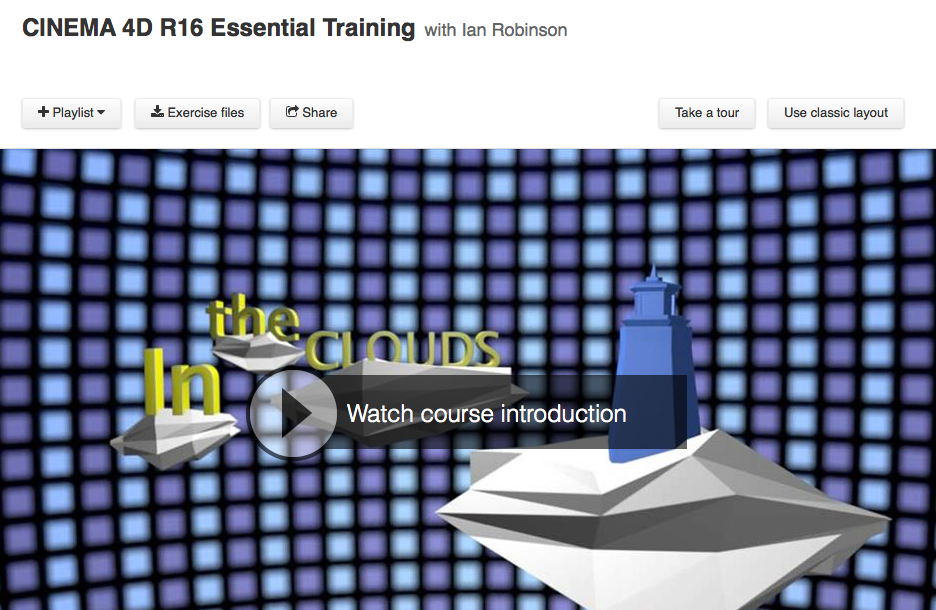 CINEMA 4D R16 Essential Training with Ian Robinson
Playlist
Exercise files
Share
Take a tour
Use classic layout
In
the
CLOUDS
Watch course introduction